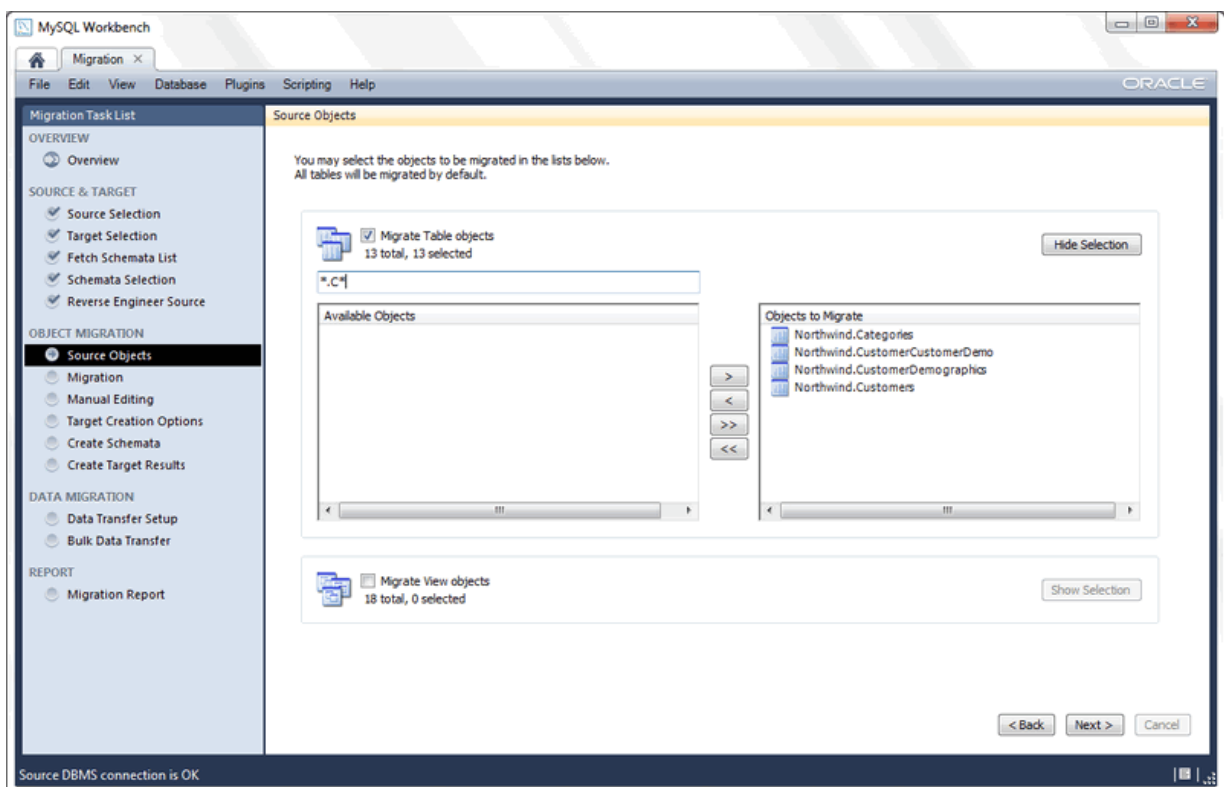 MySQL Workbench
Migration
File Edit View Database Plugins Scripting Help
ORACLE
Migration Task List
OVERVIEW
Overview
SOURCE & TARGET
Source Selection
Target Selection
Fetch Schemata List
Schemata Selection
Reverse Engineer Source
OBJECT MIGRATION
Source Objects
Migration
Manual Editing
Target Creation Options
Create Schemata
Create Target Results
DATA MIGRATION
Data Transfer Setup
Bulk Data Transfer
REPORT
Migration Report
Source Objects
You may select the objects to be migrated in the lists below.
All tables will be migrated by default.
Migrate Table objects
13 total, 13 selected
Hide Selection
*.C*
Available Objects
>
<
>>
<<
Objects to Migrate
Northwind.Categories
Northwind.CustomerCustomerDemo
Northwind.CustomerDemographics
Northwind.Customers
Migrate View objects
18 total, 0 selected
Show Selection
< Back Next > Cancel
Source DBMS connection is OK